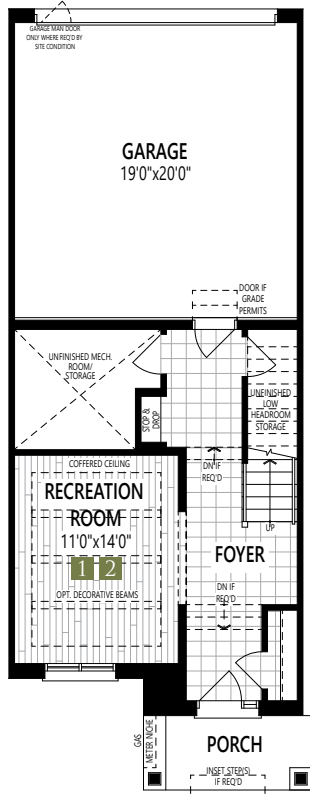 GARAGE MAN DOOR
ONLY WHERE REQ'D BY
SITE CONDITION
GARAGE
19'0"x20'0"
DOOR IF
GRADE
PERMITS
UNFINISHED MECH.
ROOM/
STORAGE
STOP &
DROP
UNFINISHED
LOW
HEADROOM
STORAGE
COFFERED CEILING
DN IF
REQ'D
RECREATION
ROOM
11'0"x14'0"
1 2
OPT. DECORATIVE BEAMS
UP
FOYER
DN IF
REQ'D
GAS
METER NICHE
PORCH
INSET STEP(S)
IF REQ'D